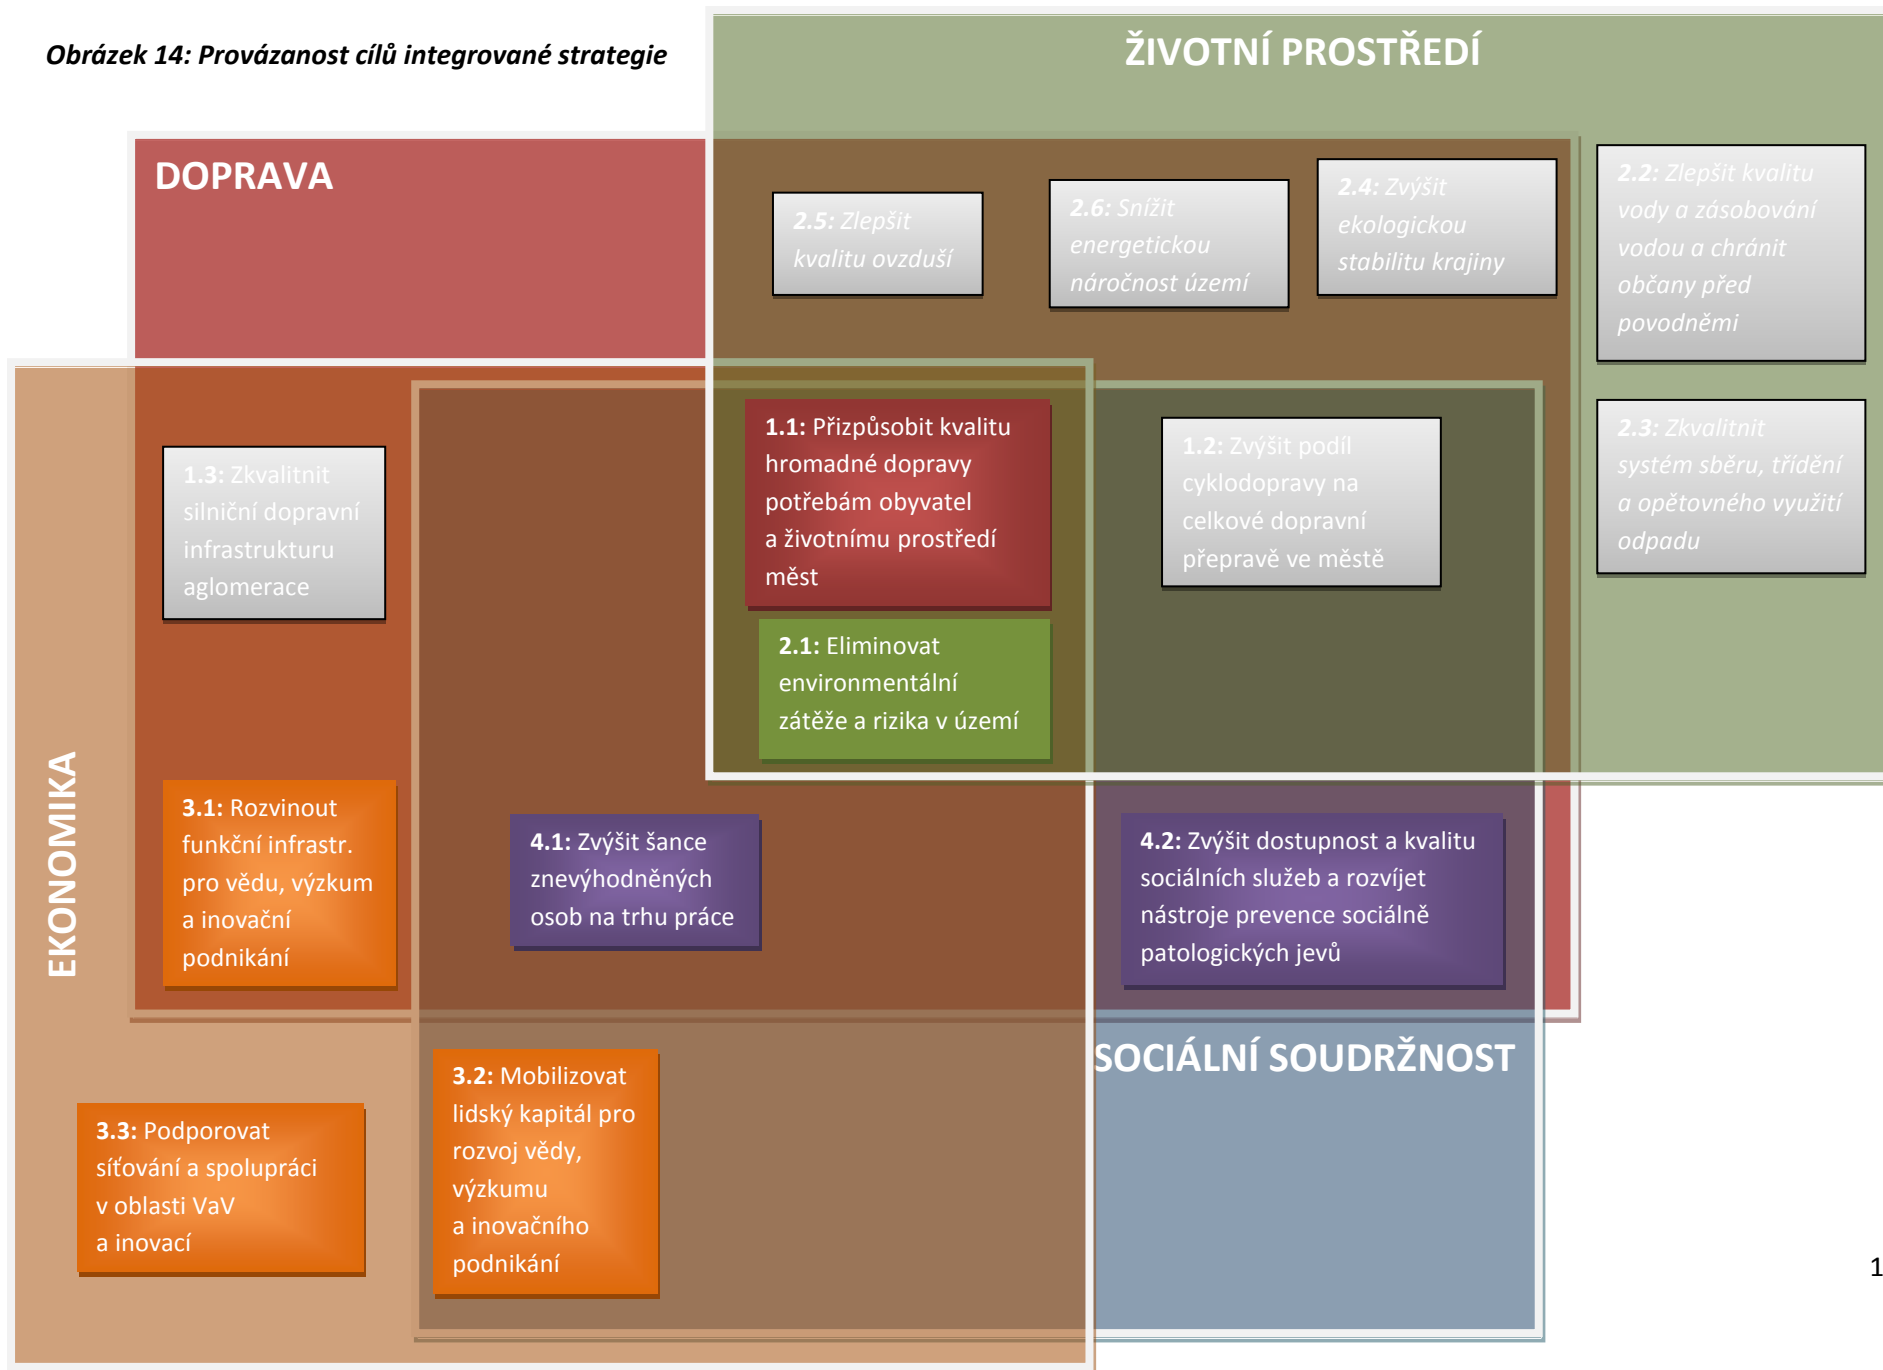 Obrázek 14: Provázanost cílů integrované strategie
ŽIVOTNÍ PROSTŘEDÍ
DOPRAVA
2.5: Zlepšit
kvalitu ovzduší
2.6: Snížit
energetickou
náročnost území
2.4: Zvýšit
ekologickou
stabilitu krajiny
2.2: Zlepšit kvalitu
vody a zásobování
vodou a chránit
občany před
povodněmi
1.3: Zkvalitnit
silniční dopravní
infrastrukturu
aglomerace
1.1: Přizpůsobit kvalitu
hromadné dopravy
potřebám obyvatel
a životnímu prostředí
měst
1.2: Zvýšit podíl
cyklodopravy na
celkové dopravní
přepravě ve městě
2.3: Zkvalitnit
systém sběru, třídění
a opětovného využití
odpadu
2.1: Eliminovat
environmentální
zátěže a rizika v území
EKONOMIKA
3.1: Rozvinout
funkční infrastr.
pro vědu, výzkum
a inovační
podnikání
4.1: Zvýšit šance
znevýhodněných
osob na trhu práce
4.2: Zvýšit dostupnost a kvalitu
sociálních služeb a rozvíjet
nástroje prevence sociálně
patologických jevů
SOCIÁLNÍ SOUDRŽNOST
3.3: Podporovat
síťování a spolupráci
v oblasti VaV
a inovací
3.2: Mobilizovat
lidský kapitál pro
rozvoj vědy,
výzkumu
a inovačního
podnikání
1